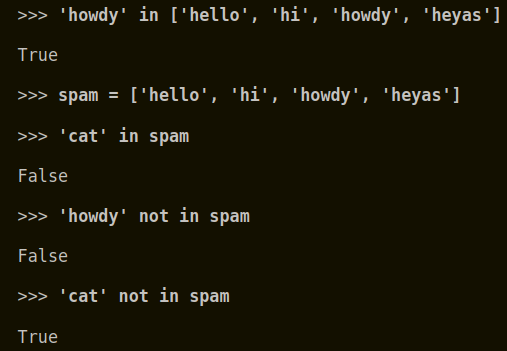 >>> 'howdy' in ['hello', 'hi', 'howdy', 'heyas']
True
>>> spam = ['hello', 'hi', 'howdy', 'heyas']
>>> 'cat' in spam
False
>>> 'howdy' not in spam
False
>>> 'cat' not in spam
True